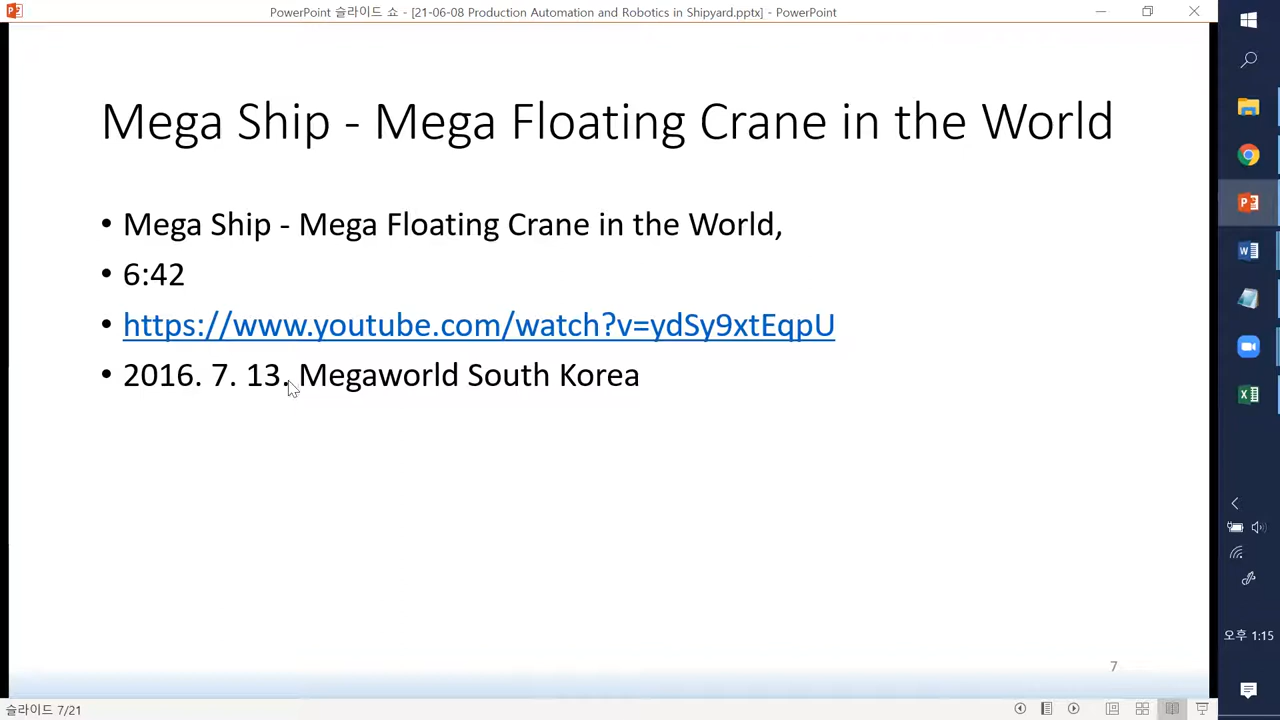 PowerPoint 슬라이드 쇼 - [21-06-08 Production Automation and Robotics in Shipyard.pptx] - PowerPoint
Mega Ship - Mega Floating Crane in the World
• Mega Ship - Mega Floating Crane in the World,
• 6:42
• https://www.youtube.com/watch?v=ydSy9xtEqpU
• 2016. 7. 13. Megaworld South Korea
오후 1:15
7
슬라이드 7/21